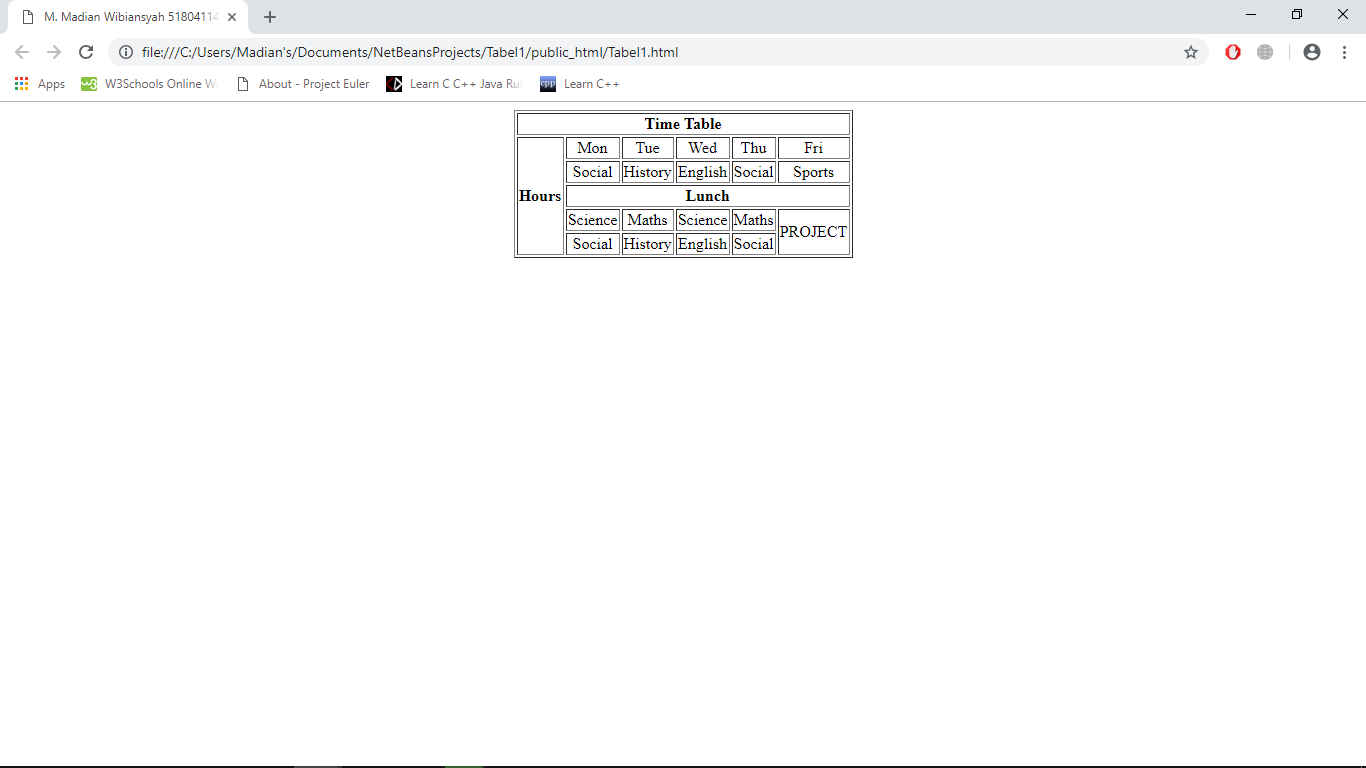 M. Madian Wibiansyah 51804114
file:///C:/Users/Madian's/Documents/NetBeansProjects/Tabel1/public_html/Tabel1.html
Apps W3Schools Online W About - Project Euler Learn C C++ Java Ru Learn C++
Time Table
Mon Tue Wed Thu Fri
Social History English Social Sports
Hours Lunch
Science Maths Science Maths
PROJECT
Social History English Social